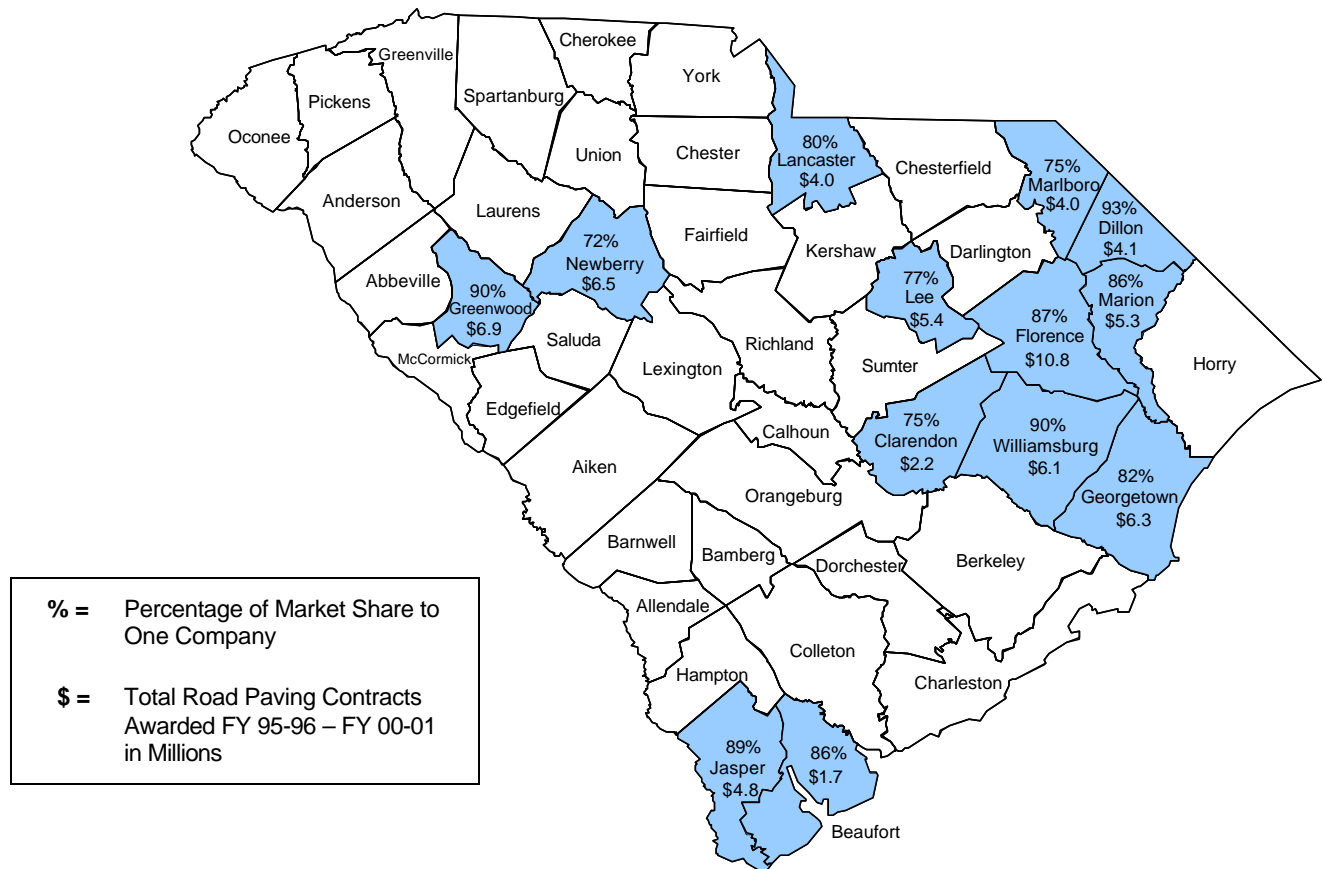 Cherokee
Greenville
York
Spartanburg
Pickens
Oconee
Union
Chester
80%
Lancaster
$4.0
Chesterfield
75%
Marlboro
$4.0
93%
Dillon
$4.1
Anderson
Laurens
Fairfield
Kershaw
Darlington
72%
Newberry
$6.5
Abbeville
90%
Greenwood
$6.9
77%
Lee
$5.4
86%
Marion
$5.3
87%
Florence
$10.8
McCormick
Saluda
Richland
Lexington
Sumter
Horry
Edgefield
Calhoun
75%
Clarendon
$2.2
90%
Williamsburg
$6.1
82%
Georgetown
$6.3
Aiken
Orangeburg
Barnwell
Bamberg
Dorchester
Berkeley
Allendale
Colleton
Hampton
Charleston
89%
Jasper
$4.8
86%
$1.7
Beaufort
% = Percentage of Market Share to
One Company
$ = Total Road Paving Contracts
Awarded FY 95-96 – FY 00-01
in Millions